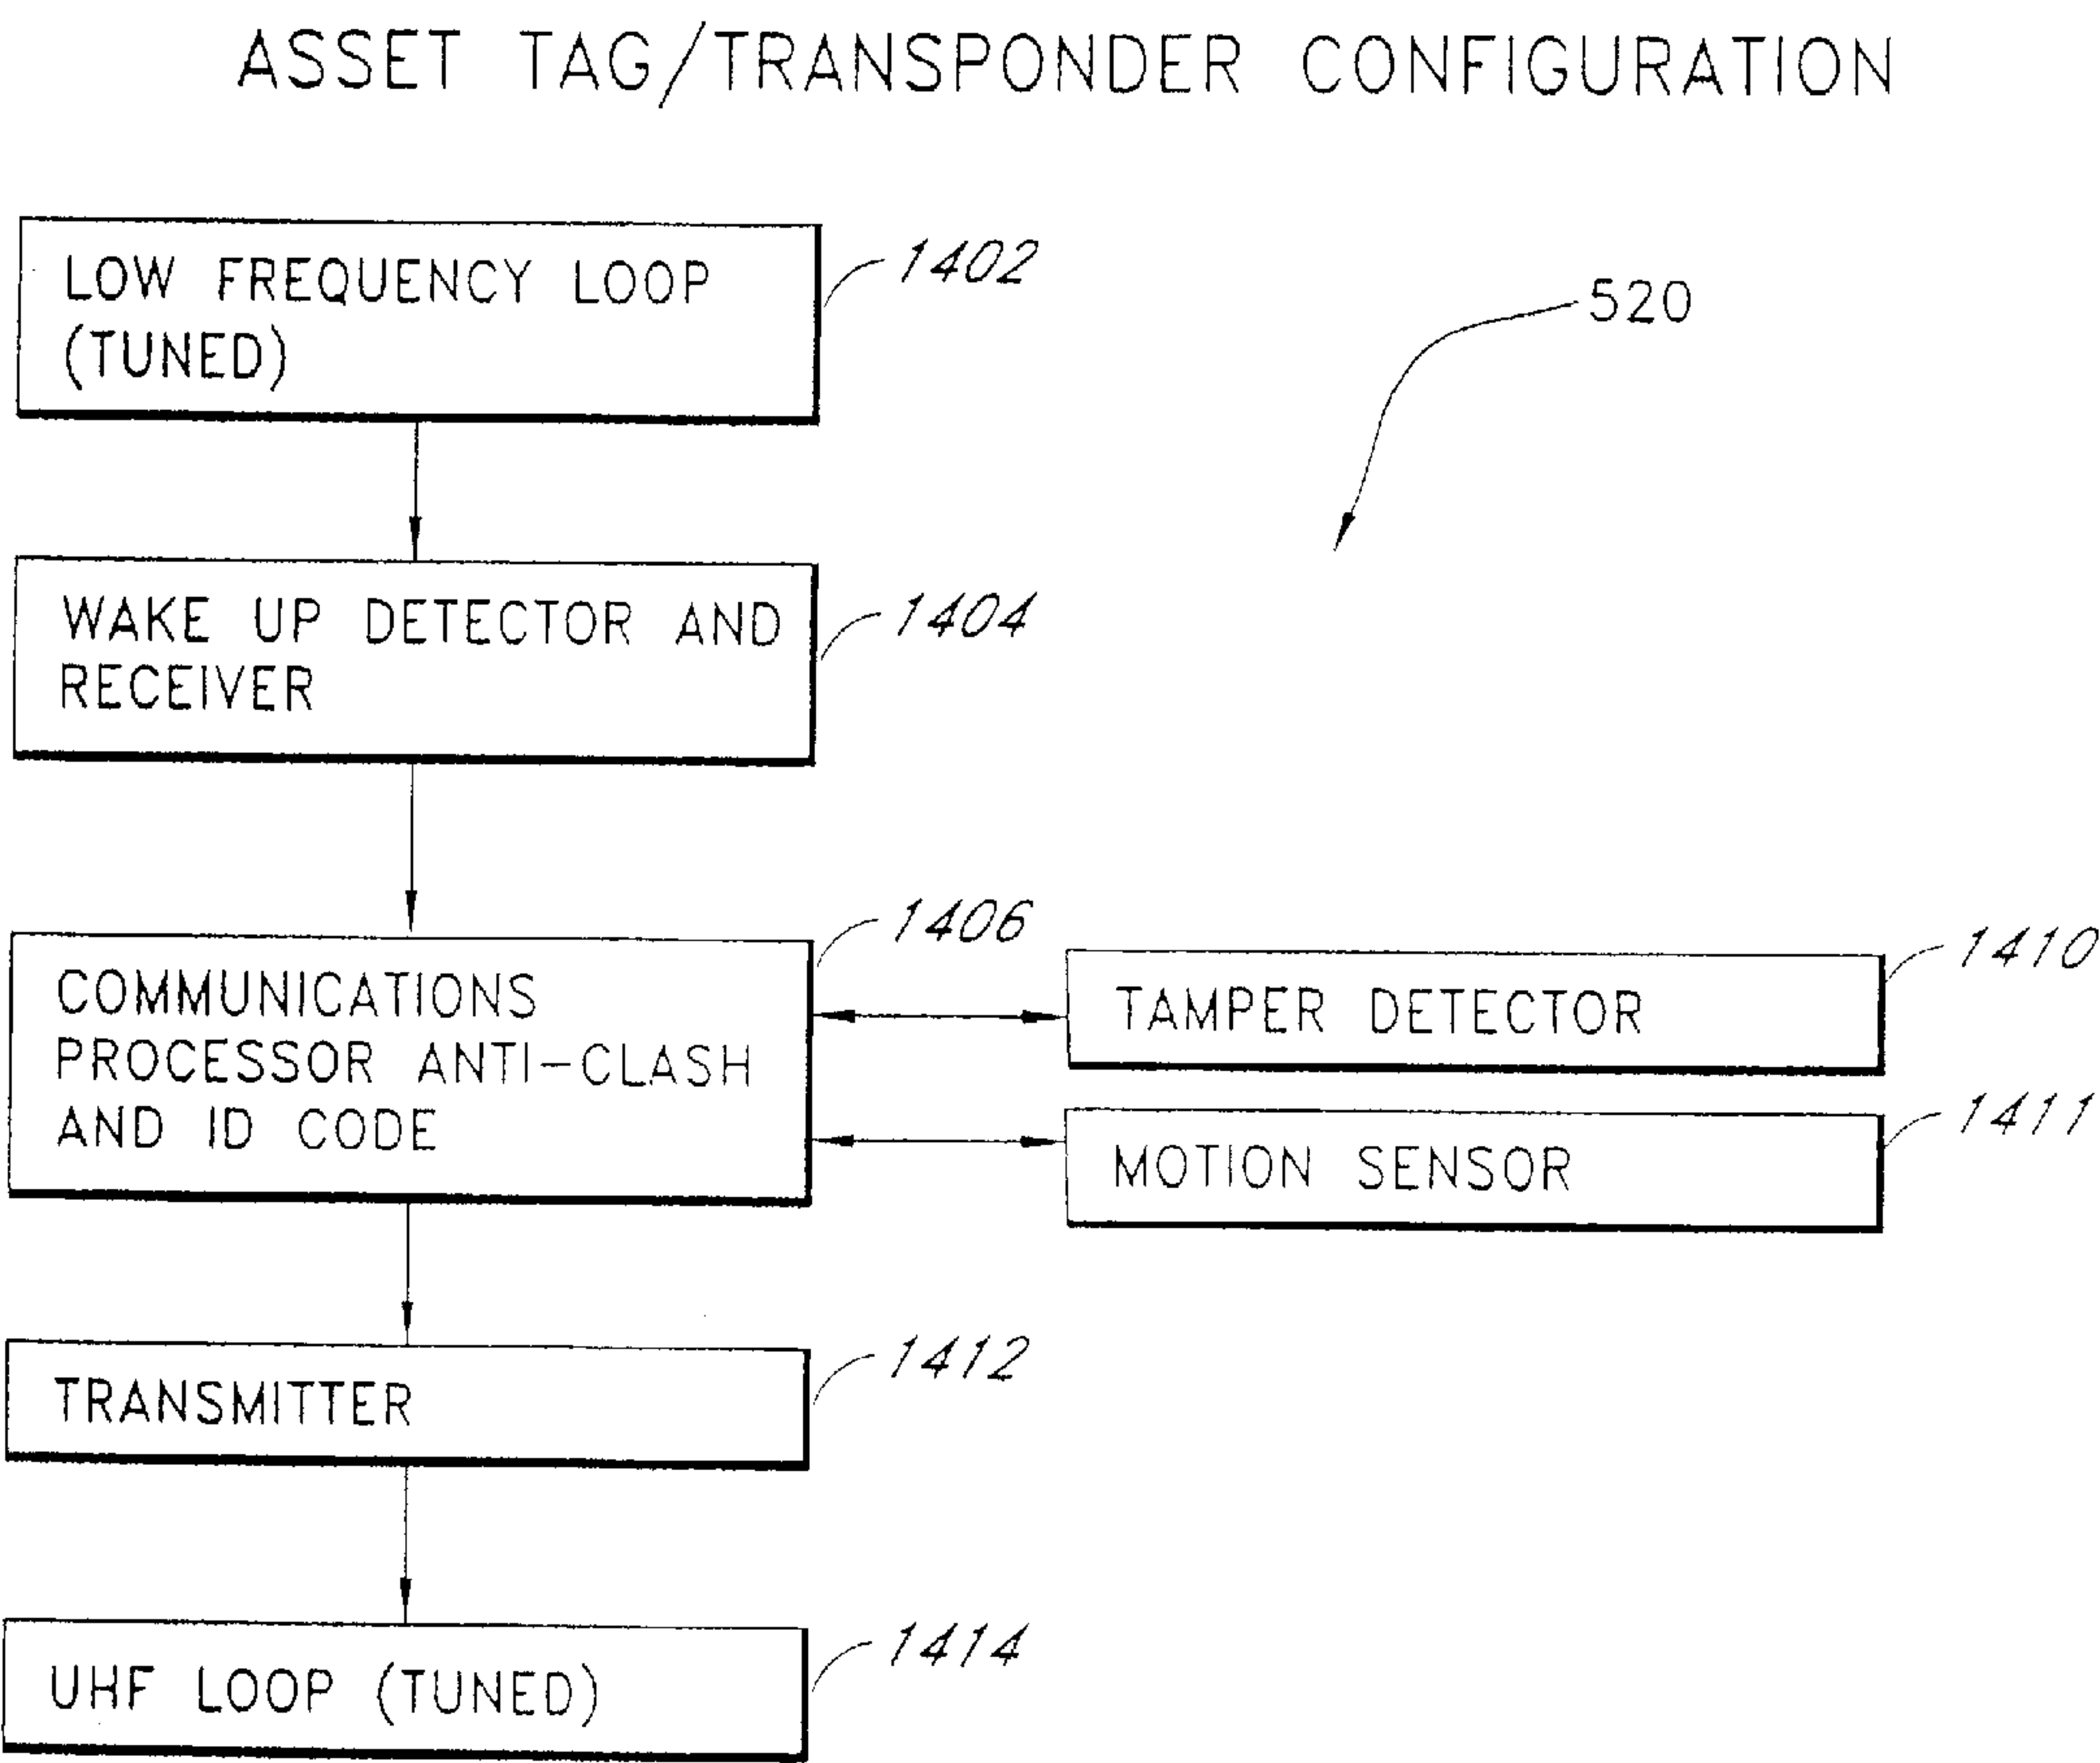 ASSET TAG/TRANSPONDER CONFIGURATION
LOW FREQUENCY LOOP
(TUNED)
1402
520
WAKE UP DETECTOR AND
RECEIVER
1404
COMMUNICATIONS
PROCESSOR ANTI-CLASH
AND ID CODE
1406
TAMPER DETECTOR
1410
MOTION SENSOR
1411
TRANSMITTER
1412
UHF LOOP (TUNED)
1414